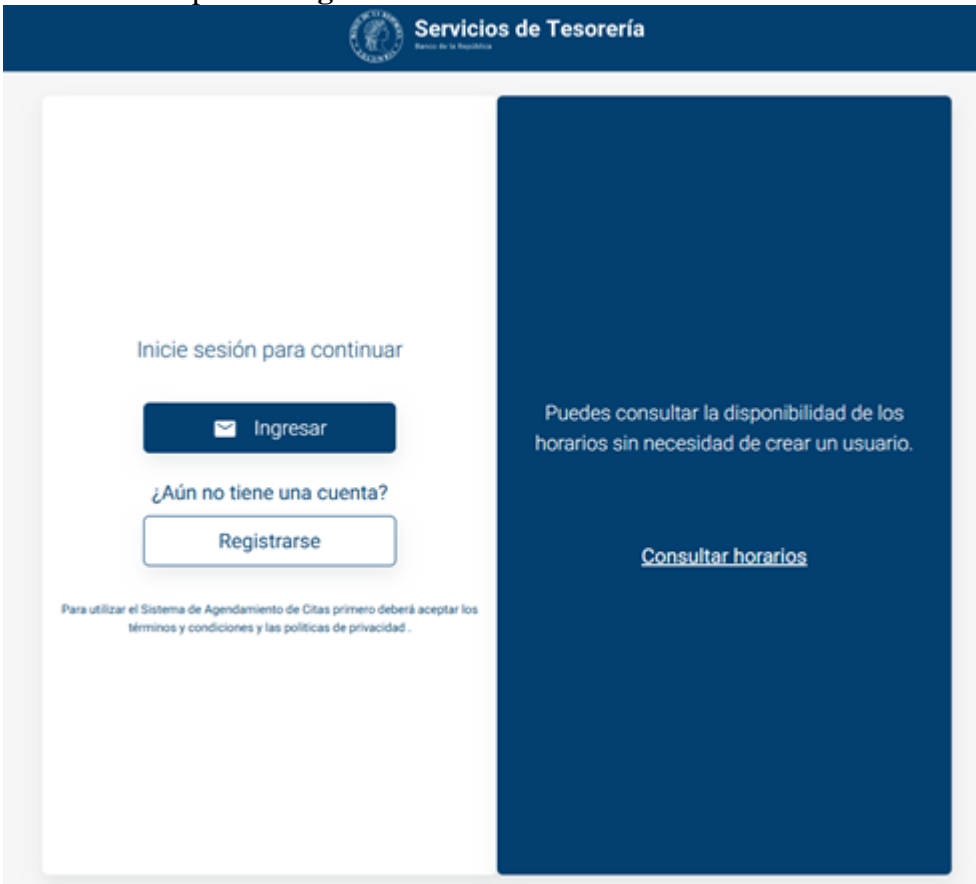 Servicios de Tesorería
Banco de la República
Inicie sesión para continuar
Ingresar
¿Aún no tiene una cuenta?
Registrarse
Para utilizar el Sistema de Agendamiento de Citas primero deberá aceptar los
términos y condiciones y las políticas de privacidad .
Puedes consultar la disponibilidad de los
horarios sin necesidad de crear un usuario.
Consultar horarios